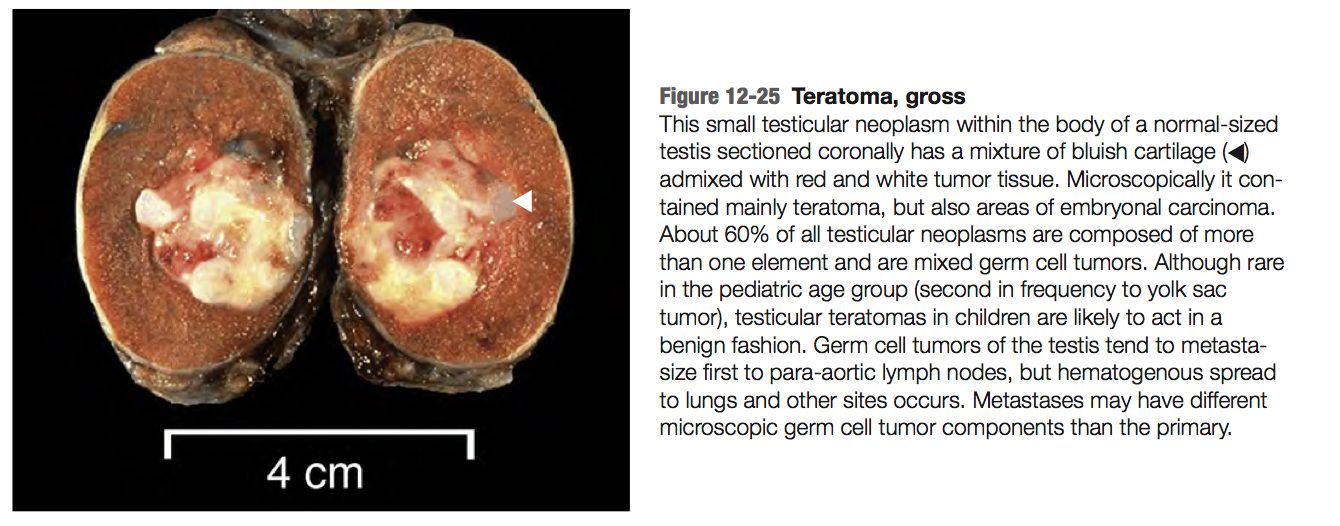 4 cm
Figure 12-25 Teratoma, gross
This small testicular neoplasm within the body of a normal-sized
testis sectioned coronally has a mixture of bluish cartilage (◀)
admixed with red and white tumor tissue. Microscopically it con-
tained mainly teratoma, but also areas of embryonal carcinoma.
About 60% of all testicular neoplasms are composed of more
than one element and are mixed germ cell tumors. Although rare
in the pediatric age group (second in frequency to yolk sac
tumor), testicular teratomas in children are likely to act in a
benign fashion. Germ cell tumors of the testis tend to metasta-
size first to para-aortic lymph nodes, but hematogenous spread
to lungs and other sites occurs. Metastases may have different
microscopic germ cell tumor components than the primary.